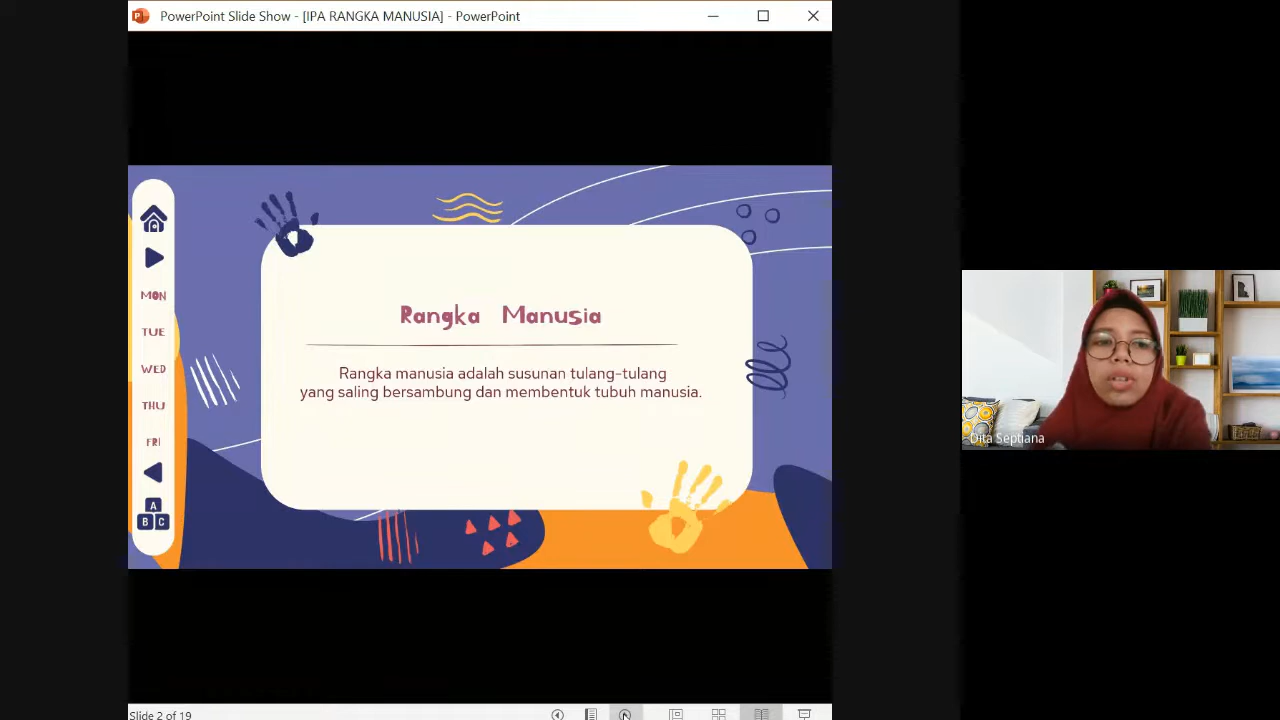 PowerPoint Slide Show - [IPA RANGKA MANUSIA] - PowerPoint
MON
TUE
WED
THU
FRI
A
B C
Rangka Manusia
Rangka manusia adalah susunan tulang-tulang
yang saling bersambung dan membentuk tubuh manusia.
Dita Septiana
Slide 2 of 19